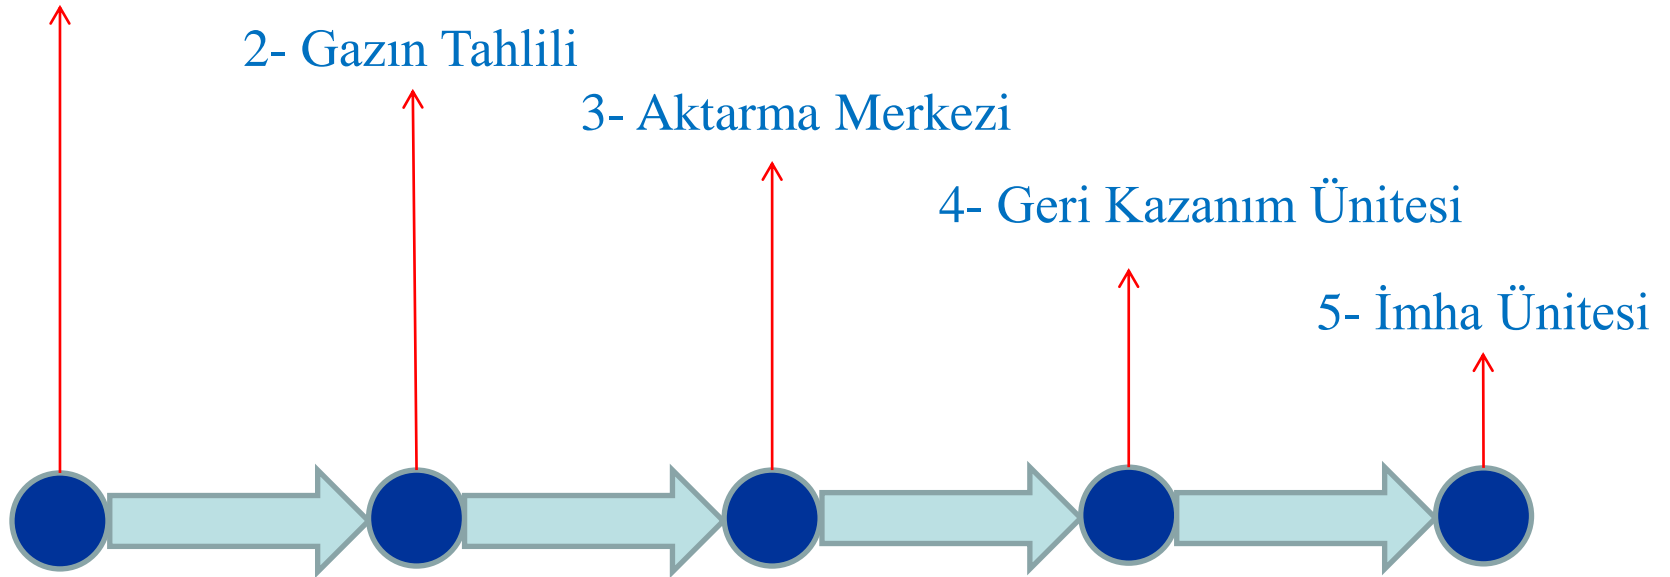 2- Gazın Tahlili
3- Aktarma Merkezi
4- Geri Kazanım Ünitesi
5- İmha Ünitesi